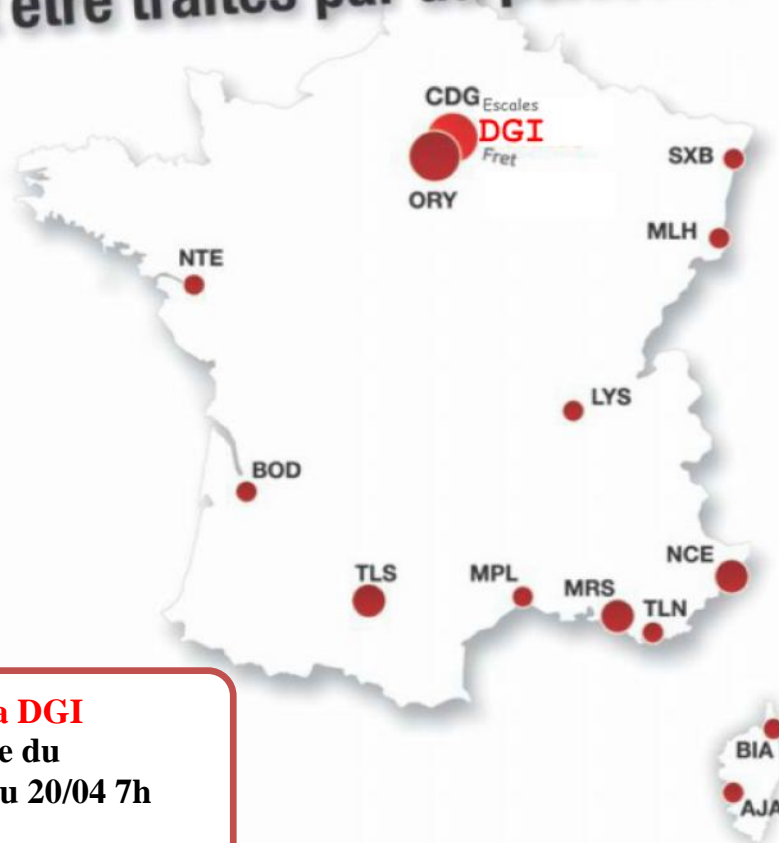 être traités par
CDG Escales
DGI
Fret
ORY
SXB
MLH
NTE
LYS
BOD
NCE
TLS
MPL
MRS
TLN
a DGI
e du
u 20/04 7h
BIA
AJA